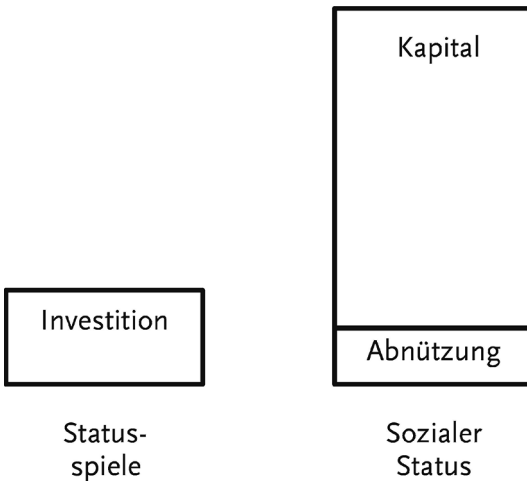 Kapital
Investition
Abnützung
Status-
spiele
Sozialer
Status